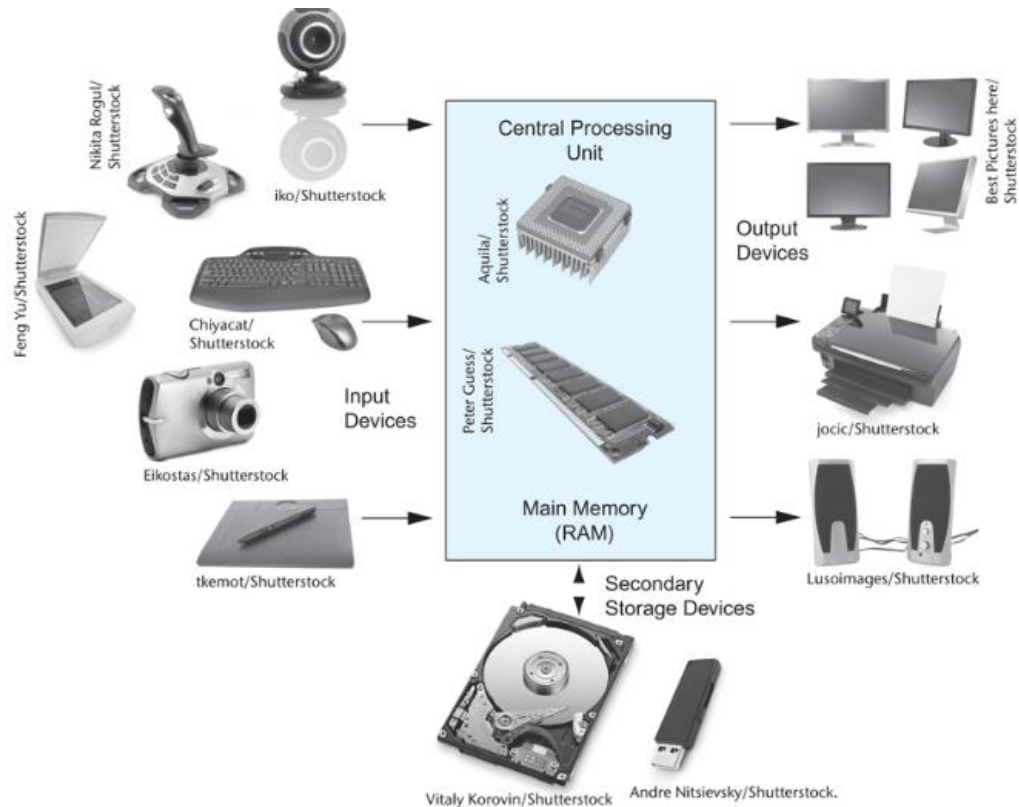 Nikita Rogul/
Shutterstock
iko/Shutterstock
Central Processing
Unit
Aquila/
Shutterstock
Best Pictures here/
Shutterstock
Output
Devices
Feng Yu/Shutterstock
Chiyacat/
Shutterstock
Peter Guess/
Shutterstock
jocic/Shutterstock
Input
Devices
Eikostas/Shutterstock
Main Memory
(RAM)
tkemot/Shutterstock
Lusoimages/Shutterstock
Secondary
Storage Devices
Vitaly Korovin/Shutterstock
Andre Nitsievsky/Shutterstock.